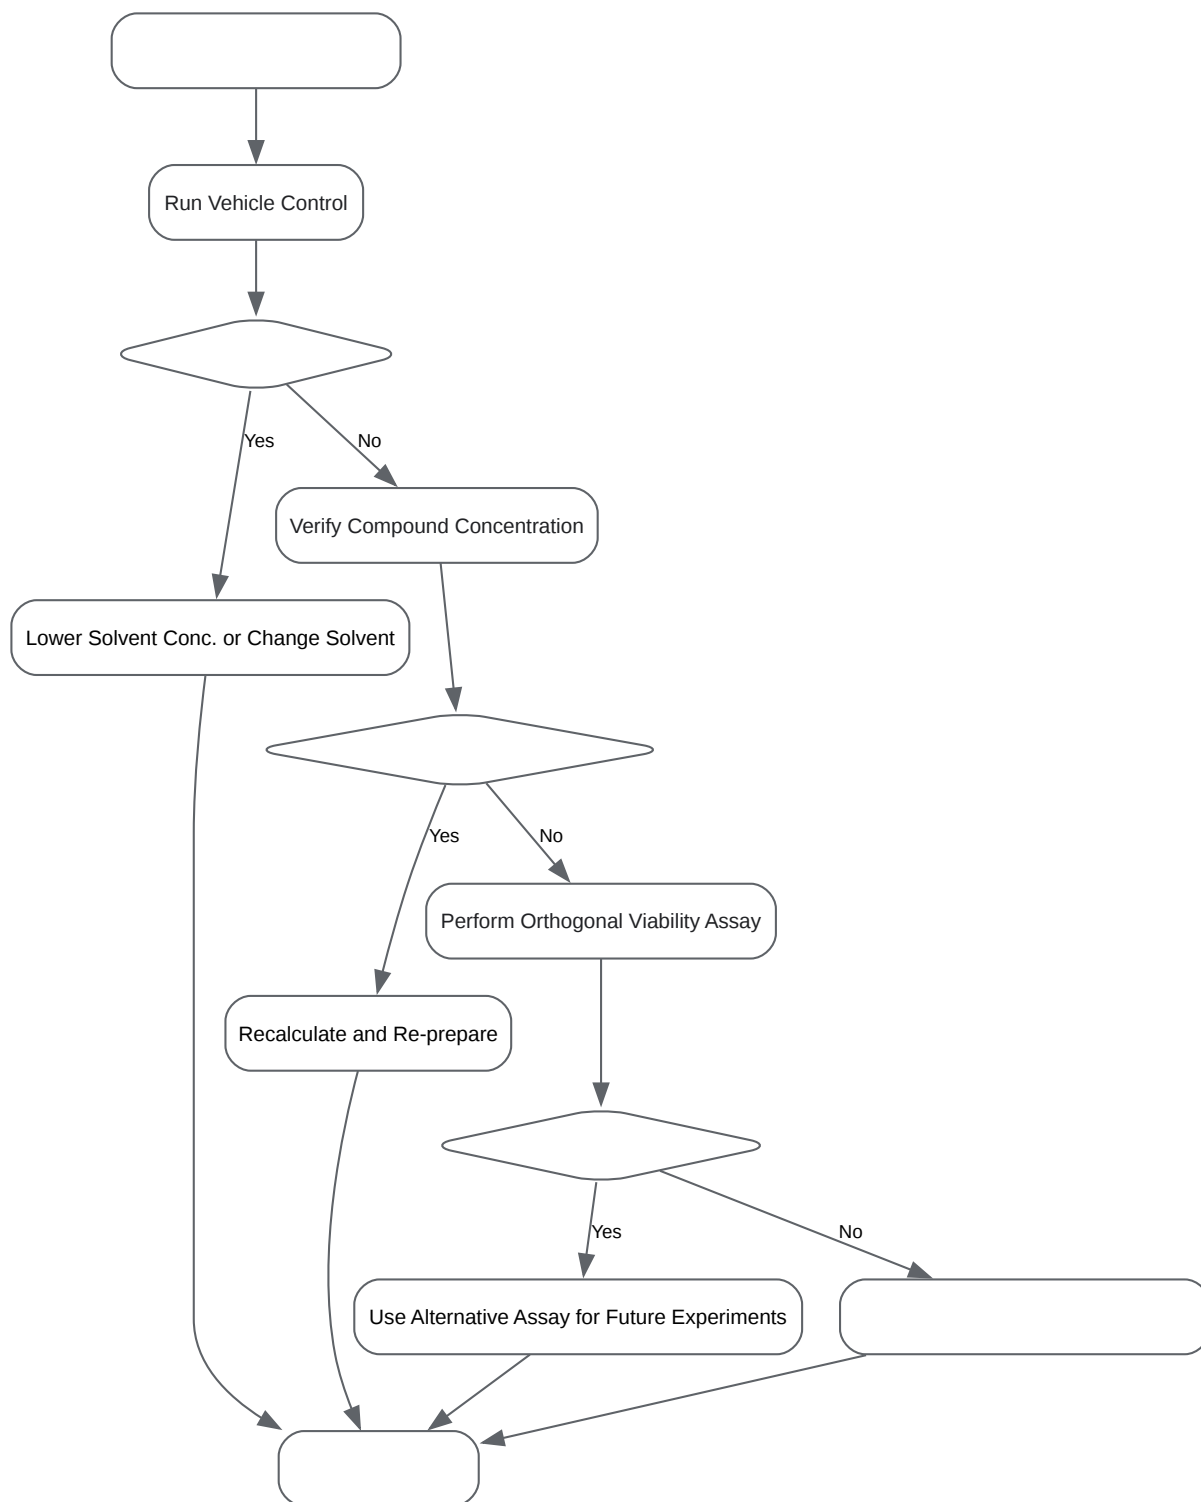 Run Vehicle Control
Yes
No
Verify Compound Concentration
Lower Solvent Conc. or Change Solvent
Yes
No
Perform Orthogonal Viability Assay
Recalculate and Re-prepare
Yes
No
Use Alternative Assay for Future Experiments